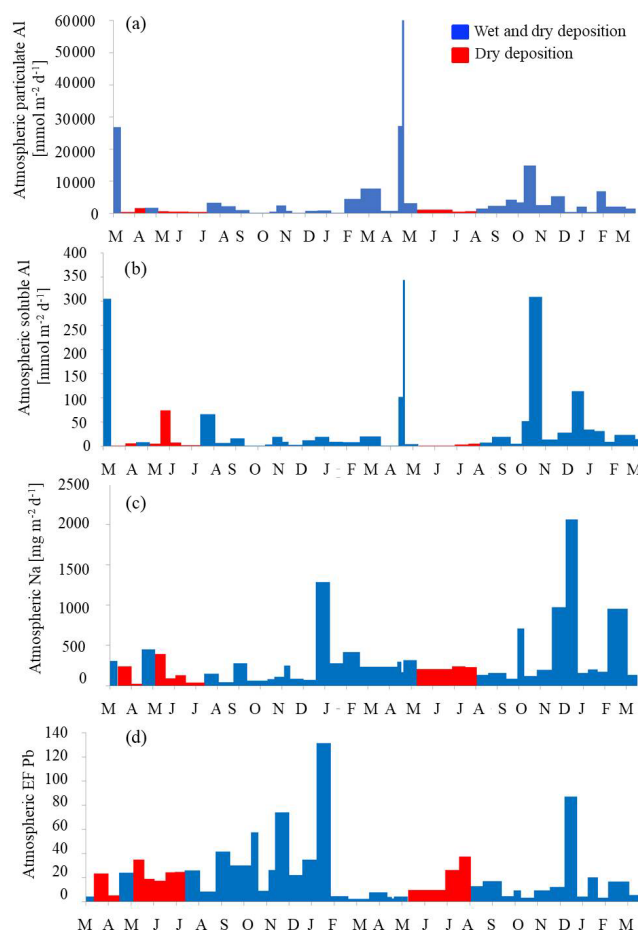 (a)
Wet and dry deposition
Dry deposition
Atmospheric particulate Al
[mmol m-2 d-1]
60000
50000
40000
30000
20000
10000
0
M A M J J A S O N D J F M A M J J A S O N D J F M
(b)
Atmospheric soluble Al
[mmol m-2 d-1]
400
350
300
350
200
150
100
50
0
M A M J J A S O N D J F M A M J J A S O N D J F M
(c)
Atmospheric Na [mg m-2 d-1]
2500
2000
1500
1000
500
0
M A M J J A S O N D J F M A M J J A S O N D J F M
(d)
Atmospheric EF Pb
140
120
100
80
60
40
20
0
M A M J J A S O N D J F M A M J J A S O N D J F M